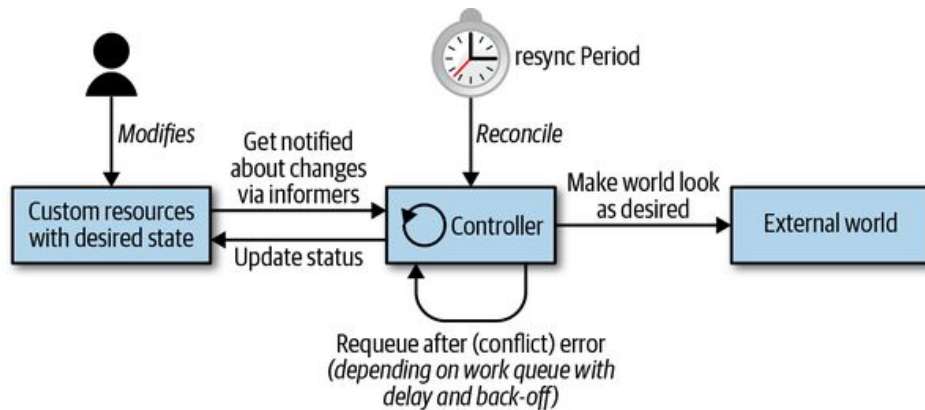 resync Period
Modifies
Get notified
about changes
via informers
Reconcile
Make world look
as desired
Custom resources
with desired state
Controller
External world
Update status
Requeue after (conflict) error
(depending on work queue with
delay and back-off)